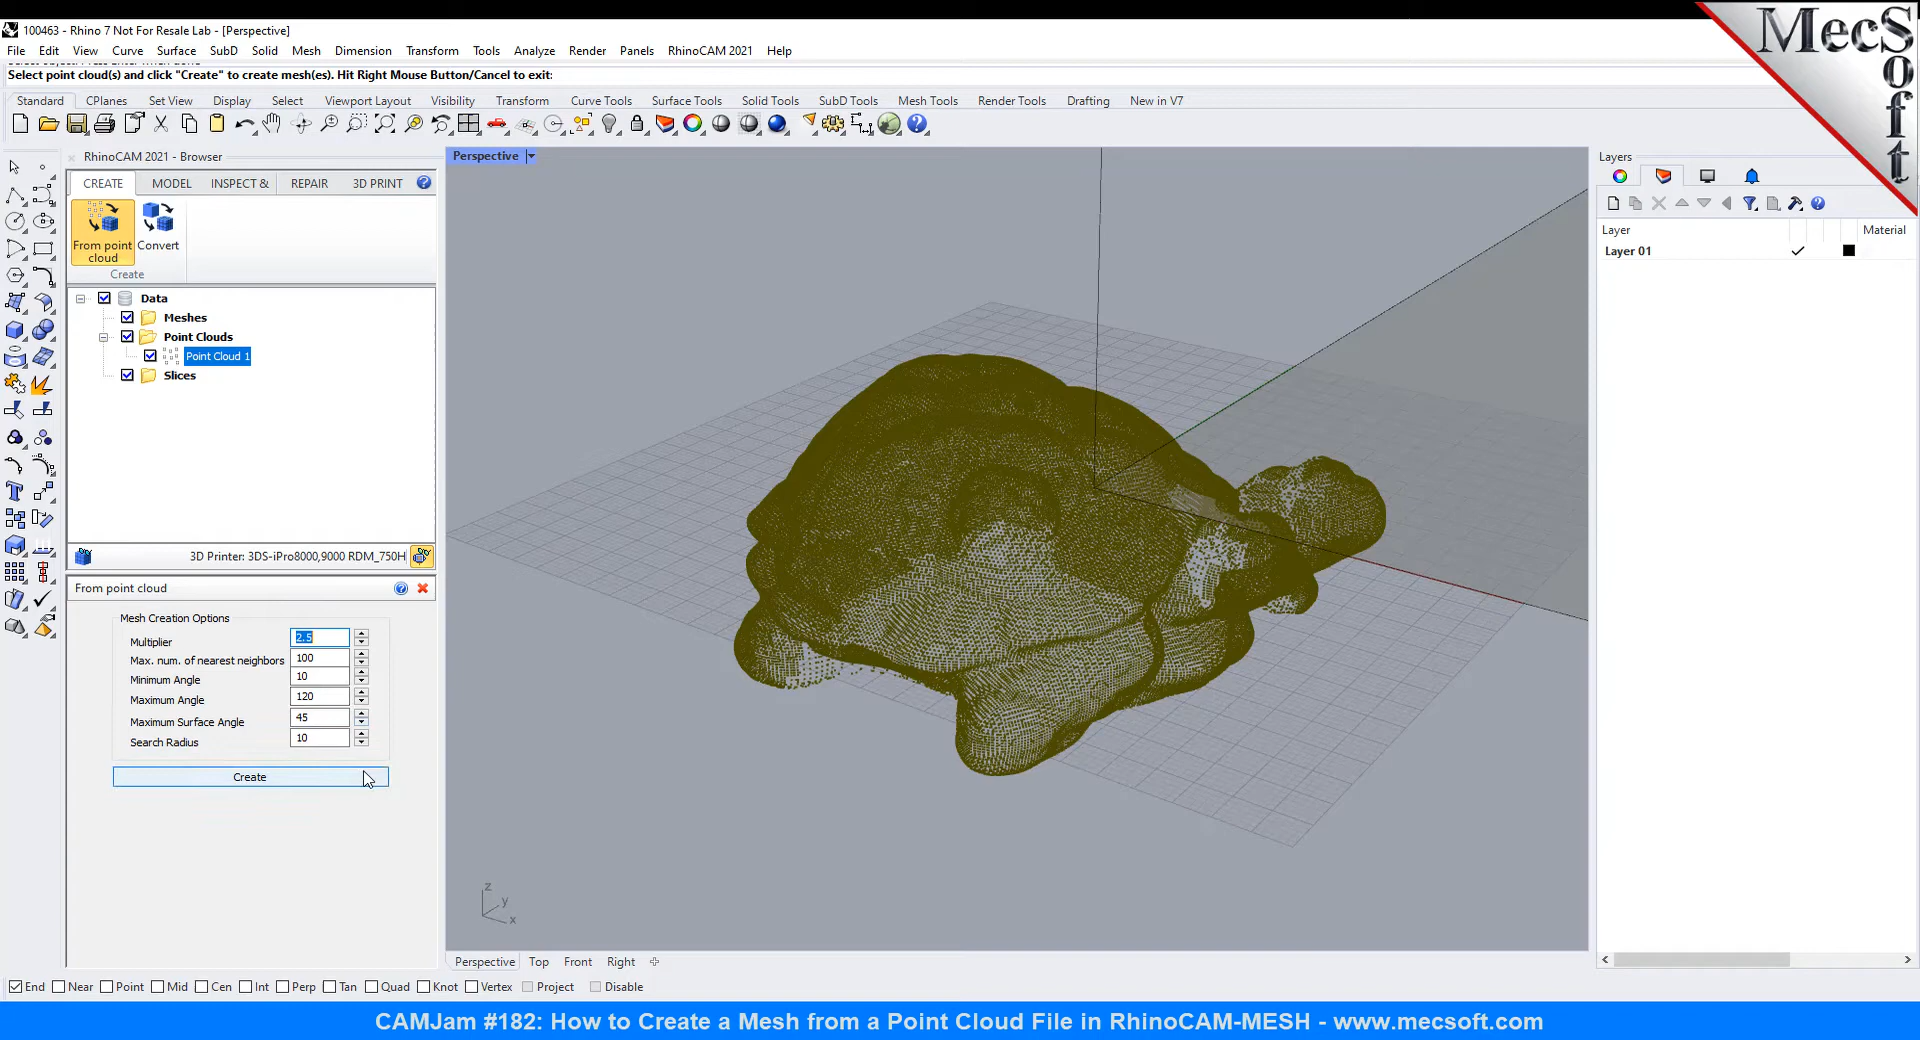 100463 - Rhino 7 Not For Resale Lab - [Perspective]
File Edit View Curve Surface SubD Solid Mesh Dimension Transform Tools Analyze Render Panels RhinoCAM 2021 Help
Select point cloud(s) and click "Create" to create mesh(es). Hit Right Mouse Button/Cancel to exit:
Standard CPlanes Set View Display Select Viewport Layout Visibility Transform Curve Tools Surface Tools Solid Tools SubD Tools Mesh Tools Render Tools Drafting New in V7
MecSoft
RhinoCAM 2021 - Browser
CREATE MODEL INSPECT & REPAIR 3D PRINT
From point cloud
Convert
Create
Data
Meshes
Point Clouds
Point Cloud 1
Slices
3D Printer: 3DS-iPro8000,9000 RDM_750H
From point cloud
Mesh Creation Options
Multiplier 2.5
Max. num. of nearest neighbors 100
Minimum Angle 10
Maximum Angle 120
Maximum Surface Angle 45
Search Radius 10
Create
Perspective
z
y
x
Perspective Top Front Right
Layers
Layer Material
Layer 01
End Near Point Mid Cen Int Perp Tan Quad Knot Vertex Project Disable
CAMJam #182: How to Create a Mesh from a Point Cloud File in RhinoCAM-MESH - www.mecsoft.com